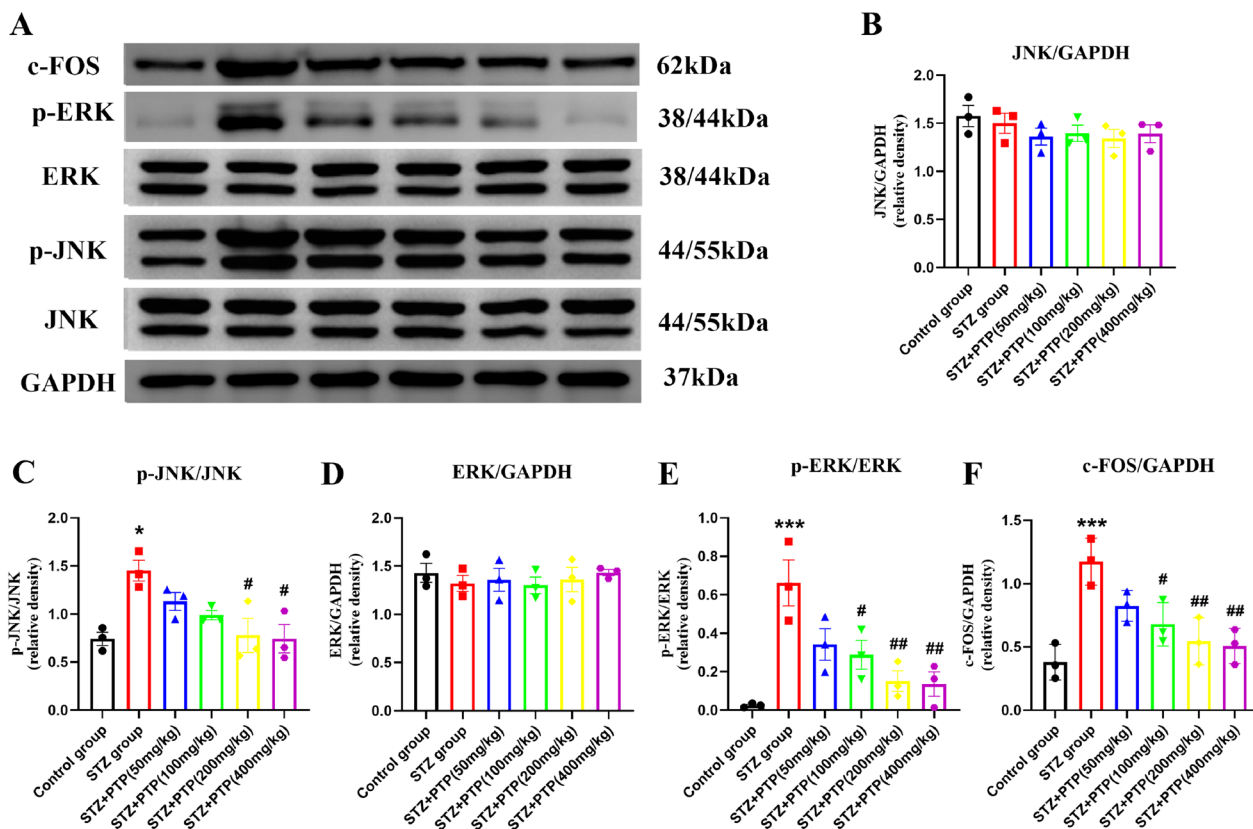 A
c-FOS
62kDa
p-ERK
38/44kDa
ERK
38/44kDa
p-JNK
44/55kDa
JNK
44/55kDa
GAPDH
37kDa
B
JNK/GAPDH
JNK/GAPDH
(relative density)
2.0
1.5
1.0
0.5
0.0
Control group
STZ group
STZ+PTP(50mg/kg)
STZ+PTP(100mg/kg)
STZ+PTP(200mg/kg)
STZ+PTP(400mg/kg)
C
p-JNK/JNK
p-JNK/JNK
(relative density)
2.0
1.5
1.0
0.5
0.0
*
#
#
Control group
STZ group
STZ+PTP(50mg/kg)
STZ+PTP(100mg/kg)
STZ+PTP(200mg/kg)
STZ+PTP(400mg/kg)
D
ERK/GAPDH
ERK/GAPDH
(relative density)
2.0
1.5
1.0
0.5
0.0
Control group
STZ group
STZ+PTP(50mg/kg)
STZ+PTP(100mg/kg)
STZ+PTP(200mg/kg)
STZ+PTP(400mg/kg)
E
p-ERK/ERK
p-ERK/ERK
(relative density)
1.0
0.8
0.6
0.4
0.2
0.0
***
#
##
##
Control group
STZ group
STZ+PTP(50mg/kg)
STZ+PTP(100mg/kg)
STZ+PTP(200mg/kg)
STZ+PTP(400mg/kg)
F
c-FOS/GAPDH
c-FOS/GAPDH
(relative density)
1.5
1.0
0.5
0.0
***
#
##
##
Control group
STZ group
STZ+PTP(50mg/kg)
STZ+PTP(100mg/kg)
STZ+PTP(200mg/kg)
STZ+PTP(400mg/kg)